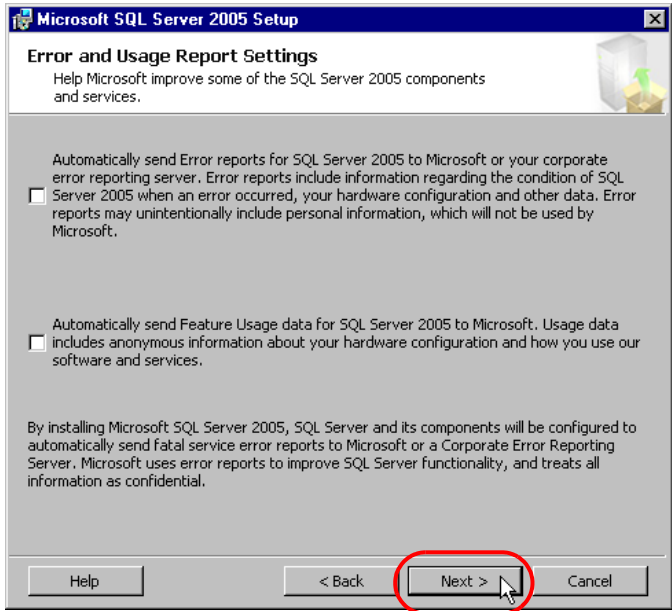 Microsoft SQL Server 2005 Setup
Error and Usage Report Settings
Help Microsoft improve some of the SQL Server 2005 components
and services.
Automatically send Error reports for SQL Server 2005 to Microsoft or your corporate
error reporting server. Error reports include information regarding the condition of SQL
Server 2005 when an error occurred, your hardware configuration and other data. Error
reports may unintentionally include personal information, which will not be used by
Microsoft.
Automatically send Feature Usage data for SQL Server 2005 to Microsoft. Usage data
includes anonymous information about your hardware configuration and how you use our
software and services.
By installing Microsoft SQL Server 2005, SQL Server and its components will be configured to
automatically send fatal service error reports to Microsoft or a Corporate Error Reporting
Server. Microsoft uses error reports to improve SQL Server functionality, and treats all
information as confidential.
Help
< Back
Next >
Cancel